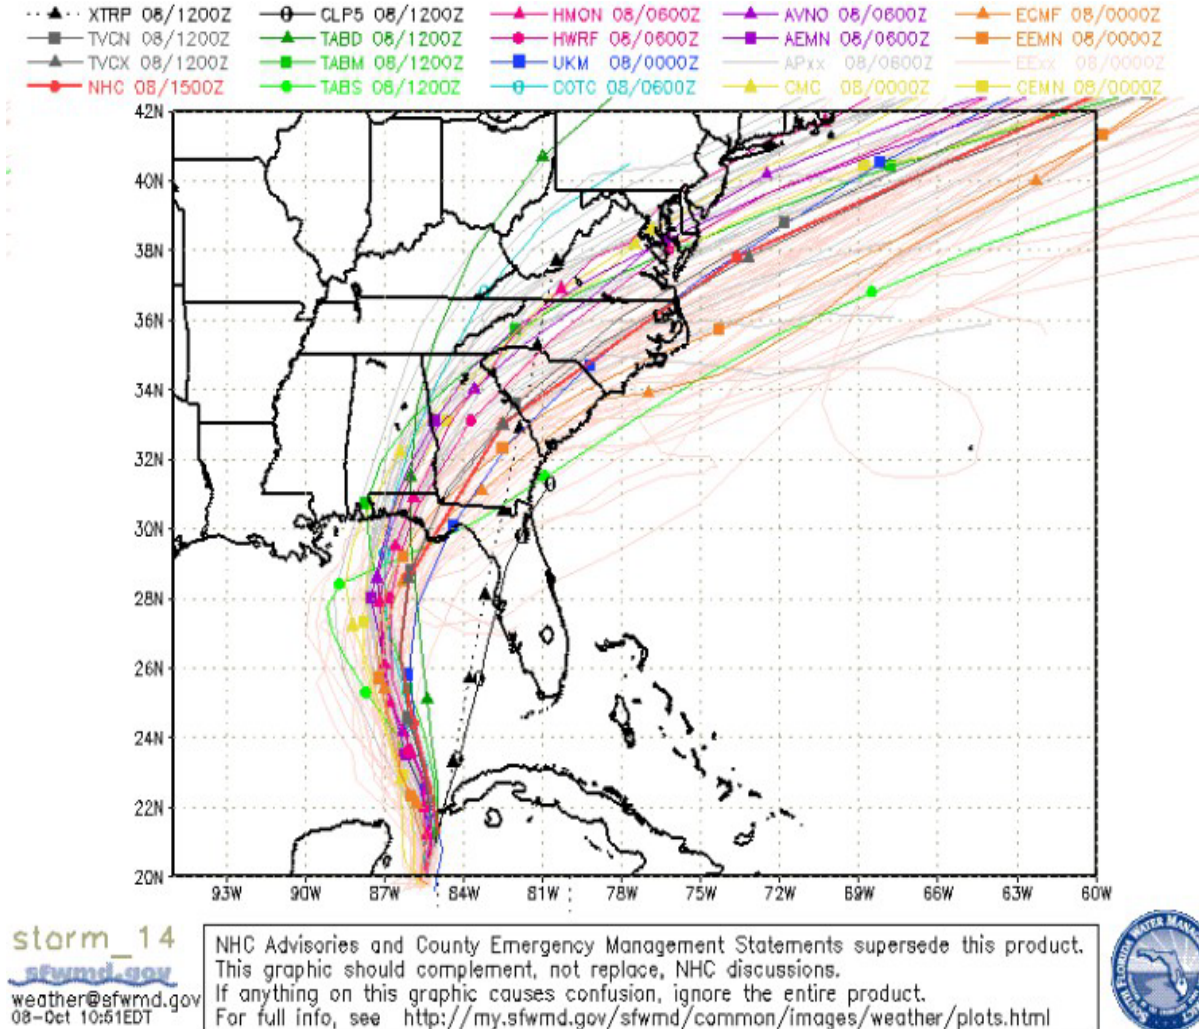 XTRP 08/1200Z CLP5 08/1200Z HMON 08/0600Z AVNO 08/0600Z ECMF 08/0000Z
TVCN 08/1200Z TABD 08/1200Z HWRF 08/0600Z AEMN 08/0600Z EEMN 08/0000Z
TVCX 08/1200Z TABM 08/1200Z UKM 08/0000Z APxx 08/0600Z EExx 08/0000Z
NHC 08/1500Z TABS 08/1200Z COTC 08/0600Z CMC 08/0000Z CEMN 08/0000Z
42N
40N
38N
36N
34N
32N
30N
28N
26N
24N
22N
20N
93W 90W 87W 84W 81W 78W 75W 72W 69W 66W 63W 60W
storm_14
sfwmd.gov
weather@sfwmd.gov
08-Oct 10:51EDT
NHC Advisories and County Emergency Management Statements supersede this product.
This graphic should complement, not replace, NHC discussions.
If anything on this graphic causes confusion, ignore the entire product.
For full info, see http://my.sfwmd.gov/sfwmd/common/images/weather/plots.html
SOUTH FLORIDA WATER MANA